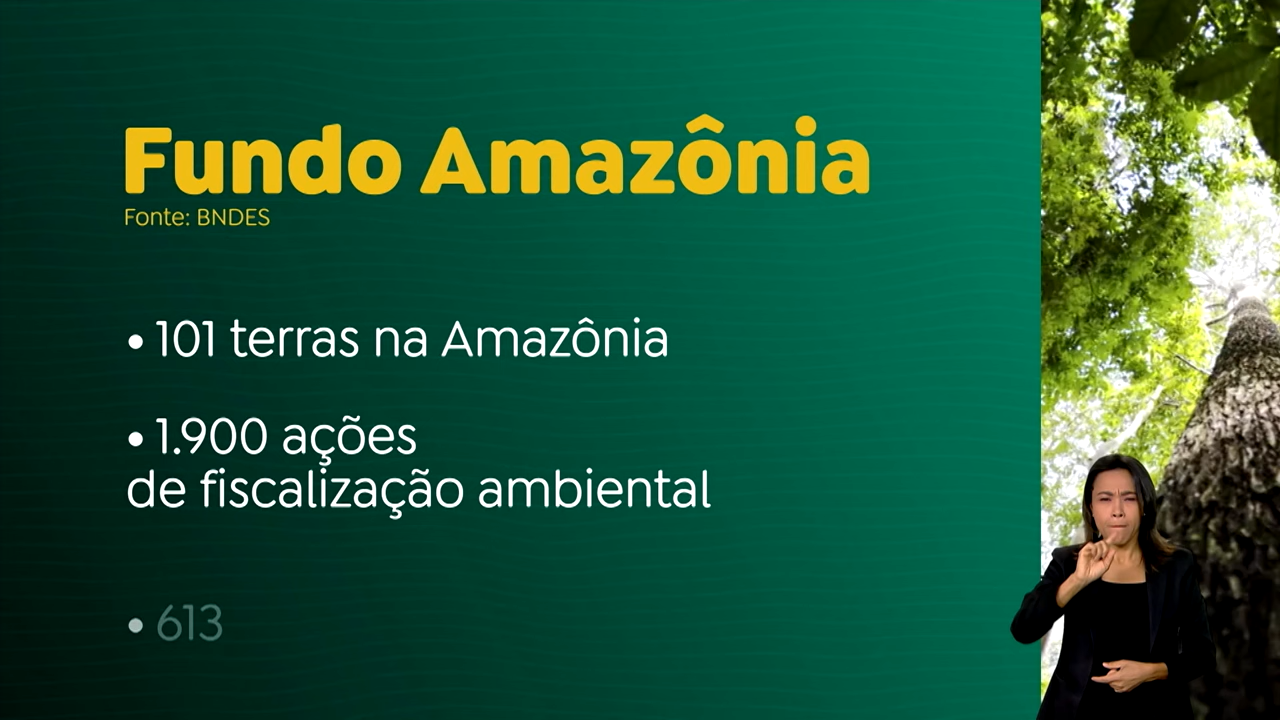 Fundo Amazônia
Fonte: BNDES
• 101 terras na Amazônia
• 1.900 ações
de fiscalização ambiental
• 613